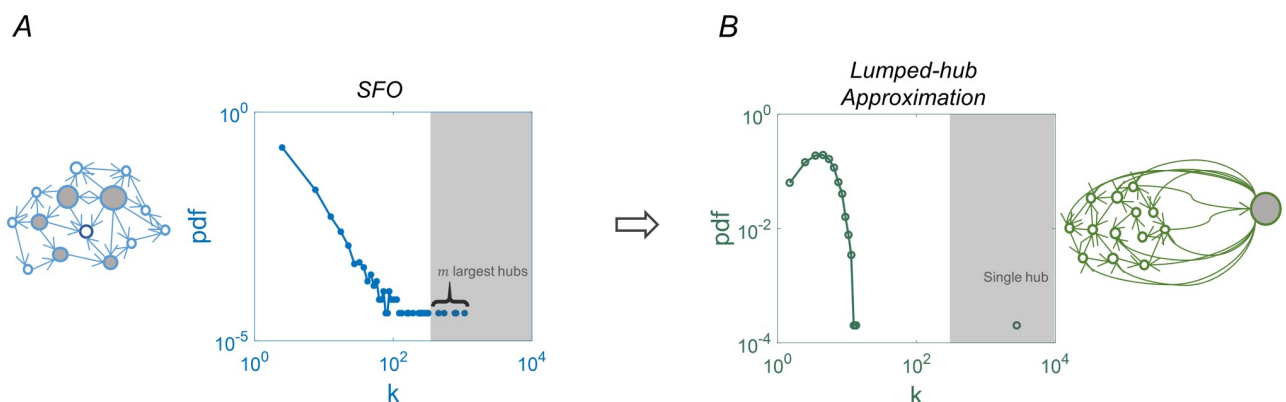 A
B
SFO
Lumped-hub
Approximation
10^0
10^-5
10^0
10^2
10^4
pdf
k
m largest hubs
10^0
10^-2
10^-4
10^0
10^2
10^4
pdf
k
Single hub